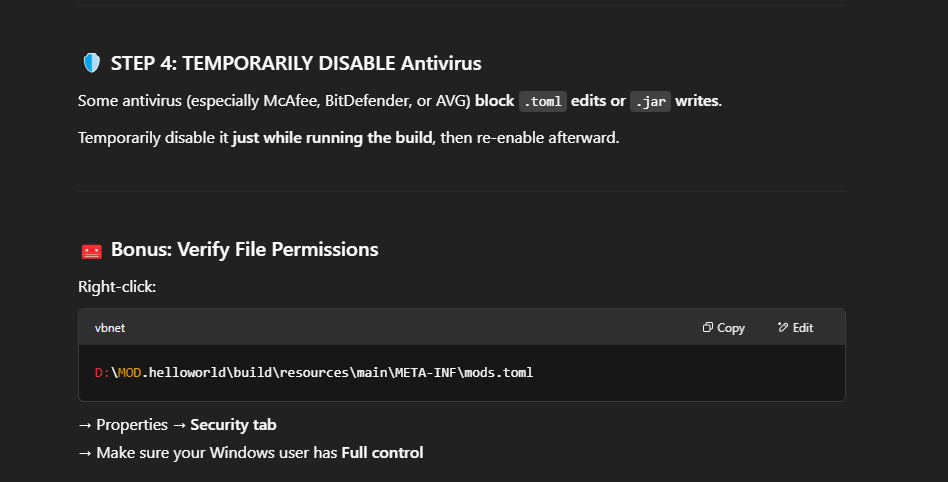 STEP 4: TEMPORARILY DISABLE Antivirus
Some antivirus (especially McAfee, BitDefender, or AVG) block .toml edits or .jar writes.
Temporarily disable it just while running the build, then re-enable afterward.
Bonus: Verify File Permissions
Right-click:
vbnet Copy Edit
D:\MOD.helloworld\build\resources\main\META-INF\mods.toml
→ Properties → Security tab
→ Make sure your Windows user has Full control